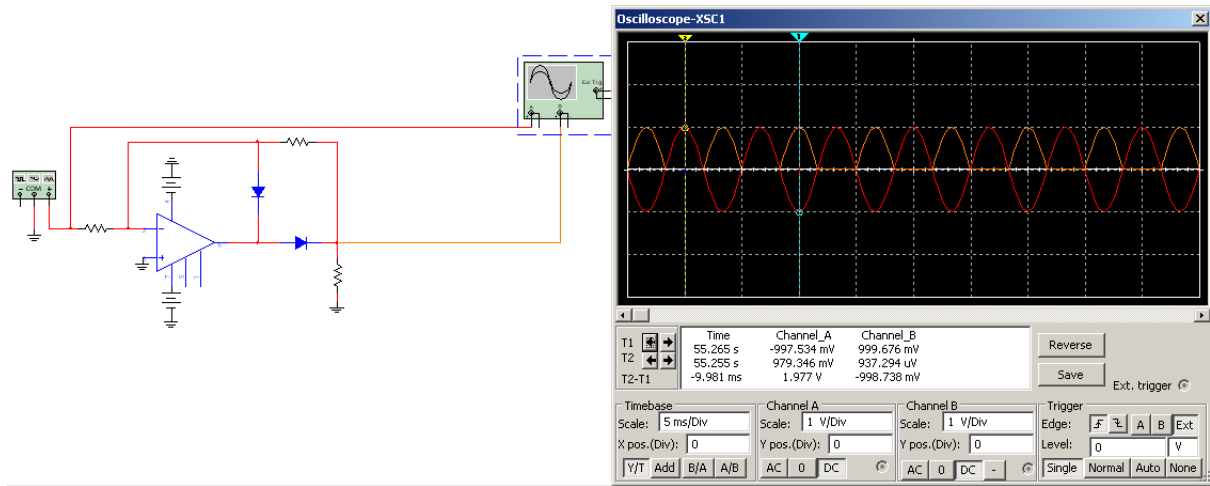 Oscilloscope-XSC1
Ext Trig
COM
T1
T2
T2-T1
Time Channel_A Channel_B
55.265 s -997.534 mV 999.676 mV
55.255 s 979.346 mV 937.294 uV
-9.981 ms 1.977 V -998.738 mV
Reverse
Save
Ext. trigger
Timebase
Scale: 5 ms/Div
X pos.(Div): 0
Y/T Add B/A A/B
Channel A
Scale: 1 V/Div
Y pos.(Div): 0
AC 0 DC
Channel B
Scale: 1 V/Div
Y pos.(Div): 0
AC 0 DC -
Trigger
Edge: A B Ext
Level: 0 V
Single Normal Auto None